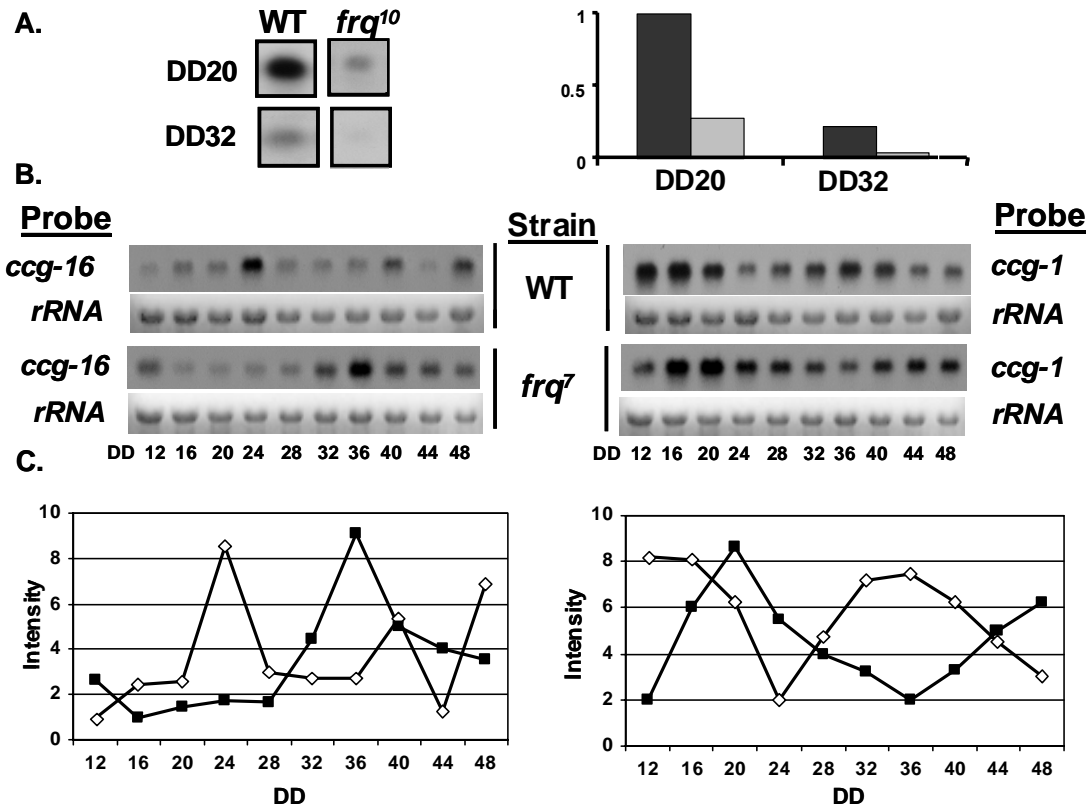 A.
WT frq10
DD20
DD32
1
0.5
0
DD20 DD32
B.
Probe Strain Probe
ccg-16 WT ccg-1
rRNA rRNA
ccg-16 frq7 ccg-1
rRNA rRNA
DD 12 16 20 24 28 32 36 40 44 48 DD 12 16 20 24 28 32 36 40 44 48
C.
10
8
6
4
2
0
Intensity
12 16 20 24 28 32 36 40 44 48
DD
10
8
6
4
2
0
Intensity
12 16 20 24 28 32 36 40 44 48
DD